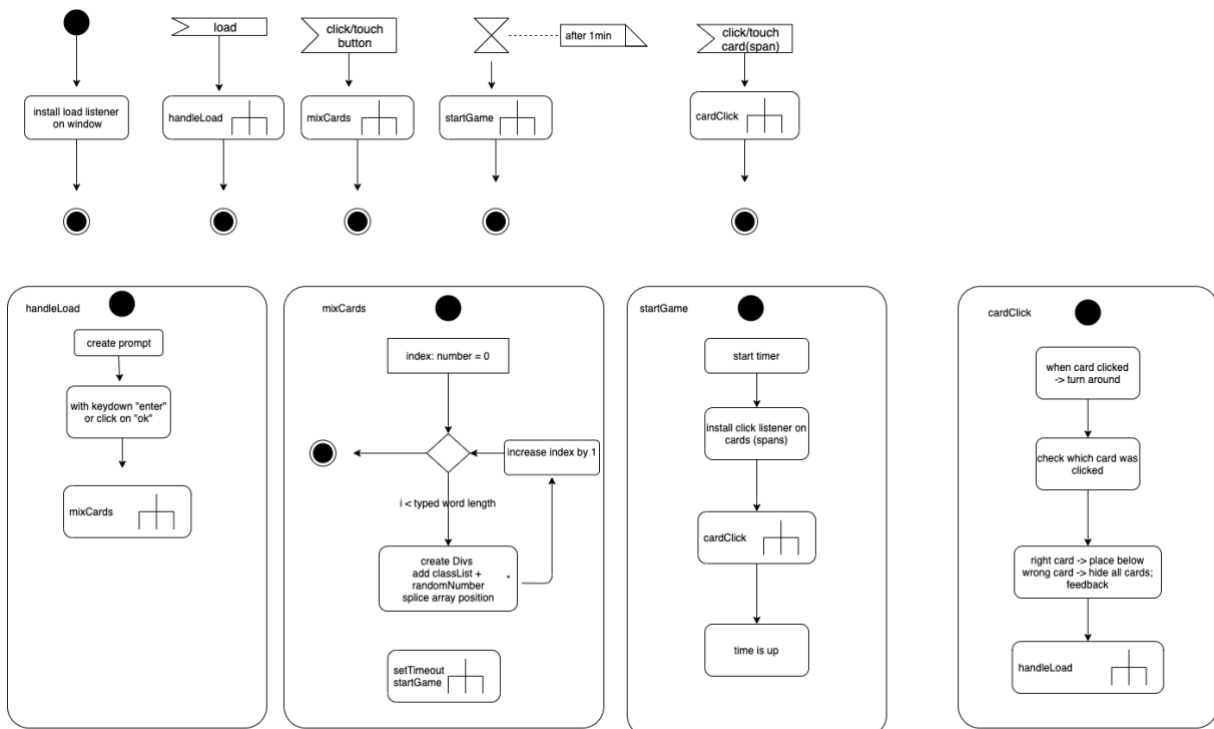 load
click/touch
button
after 1min
click/touch
card(span)
install load listener
on window
handleLoad
mixCards
startGame
cardClick
handleLoad
create prompt
with keydown "enter"
or click on "ok"
mixCards
mixCards
index: number = 0
increase index by 1
i < typed word length
create Divs
add classList +
randomNumber
splice array position
*
setTimeout
startGame
startGame
start timer
install click listener on
cards (spans)
cardClick
time is up
cardClick
when card clicked
-> turn around
check which card was
clicked
right card -> place below
wrong card -> hide all cards;
feedback
handleLoad